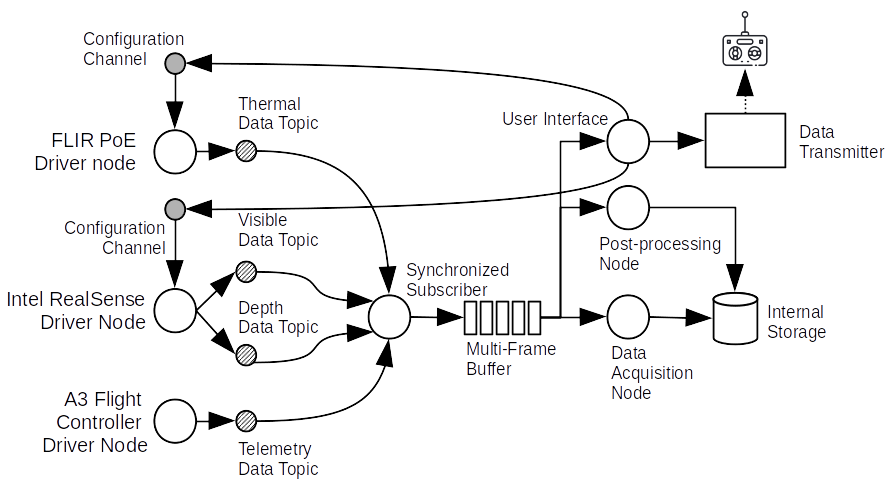 Configuration
Channel
Thermal
Data Topic
FLIR PoE
Driver node
User Interface
Data
Transmitter
Configuration
Channel
Visible
Data Topic
Post-processing
Node
Intel RealSense
Driver Node
Depth
Data Topic
Synchronized
Subscriber
Multi-Frame
Buffer
Data
Acquisition
Node
Internal
Storage
A3 Flight
Controller
Driver Node
Telemetry
Data Topic